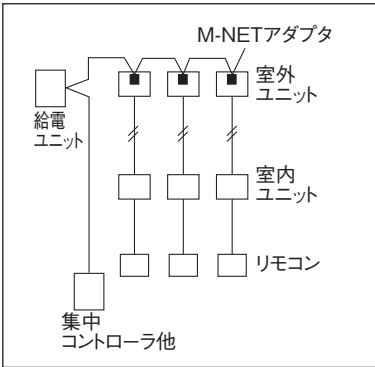 M-NETアダプタ
室外
ユニット
給電
ユニット
室内
ユニット
リモコン
集中
コントローラ他